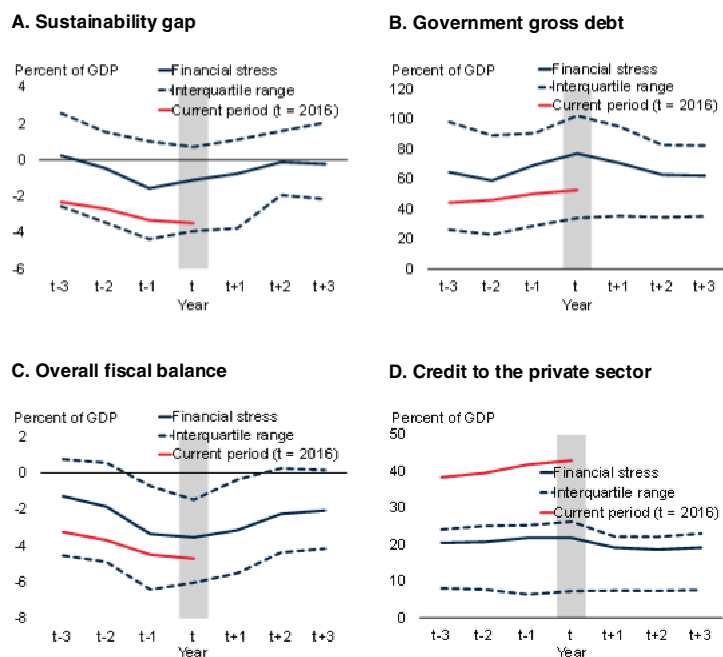 A. Sustainability gap
Percent of GDP
Financial stress
Interquartile range
Current period (t = 2016)
4
2
0
-2
-4
-6
t-3 t-2 t-1 t t+1 t+2 t+3
Year
B. Government gross debt
Percent of GDP
Financial stress
Interquartile range
Current period (t = 2016)
120
100
80
60
40
20
0
t-3 t-2 t-1 t t+1 t+2 t+3
Year
C. Overall fiscal balance
Percent of GDP
Financial stress
Interquartile range
Current period (t = 2016)
2
0
-2
-4
-6
-8
t-3 t-2 t-1 t t+1 t+2 t+3
Year
D. Credit to the private sector
Percent of GDP
50
40
30
20
10
0
Financial stress
Interquartile range
Current period (t = 2016)
t-3 t-2 t-1 t t+1 t+2 t+3
Year